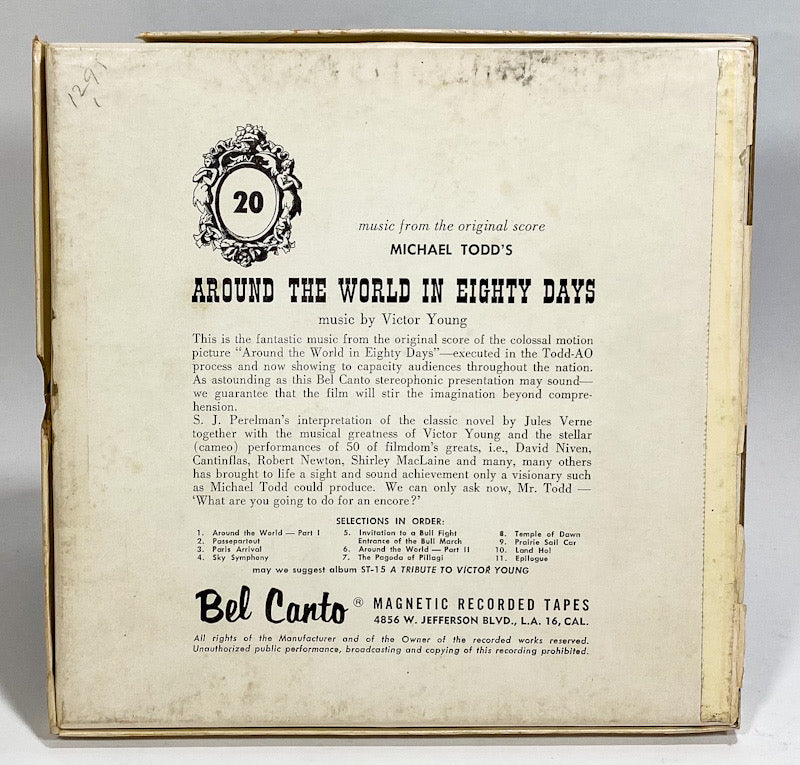 1295
1
20
music from the original score
MICHAEL TODD'S
AROUND THE WORLD IN EIGHTY DAYS
music by Victor Young
This is the fantastic music from the original score of the colossal motion
picture "Around the World in Eighty Days"—executed in the Todd-AO
process and now showing to capacity audiences throughout the nation.
As astounding as this Bel Canto stereophonic presentation may sound—
we guarantee that the film will stir the imagination beyond compre-
hension.
S. J. Perelman's interpretation of the classic novel by Jules Verne
together with the musical greatness of Victor Young and the stellar
(cameo) performances of 50 of filmdom's greats, i.e., David Niven,
Cantinflas, Robert Newton, Shirley MacLaine and many, many others
has brought to life a sight and sound achievement only a visionary such
as Michael Todd could produce. We can only ask now, Mr. Todd —
'What are you going to do for an encore?'
SELECTIONS IN ORDER:
1. Around the World — Part I
2. Passepartout
3. Paris Arrival
4. Sky Symphony
5. Invitation to a Bull Fight
Entrance of the Bull March
6. Around the World — Part II
7. The Pagoda of Pillagi
8. Temple of Dawn
9. Prairie Sail Car
10. Land Ho!
11. Epilogue
may we suggest album ST-15 A TRIBUTE TO VICTOR YOUNG
Bel Canto ® MAGNETIC RECORDED TAPES
4856 W. JEFFERSON BLVD., L.A. 16, CAL.
All rights of the Manufacturer and of the Owner of the recorded works reserved.
Unauthorized public performance, broadcasting and copying of this recording prohibited.